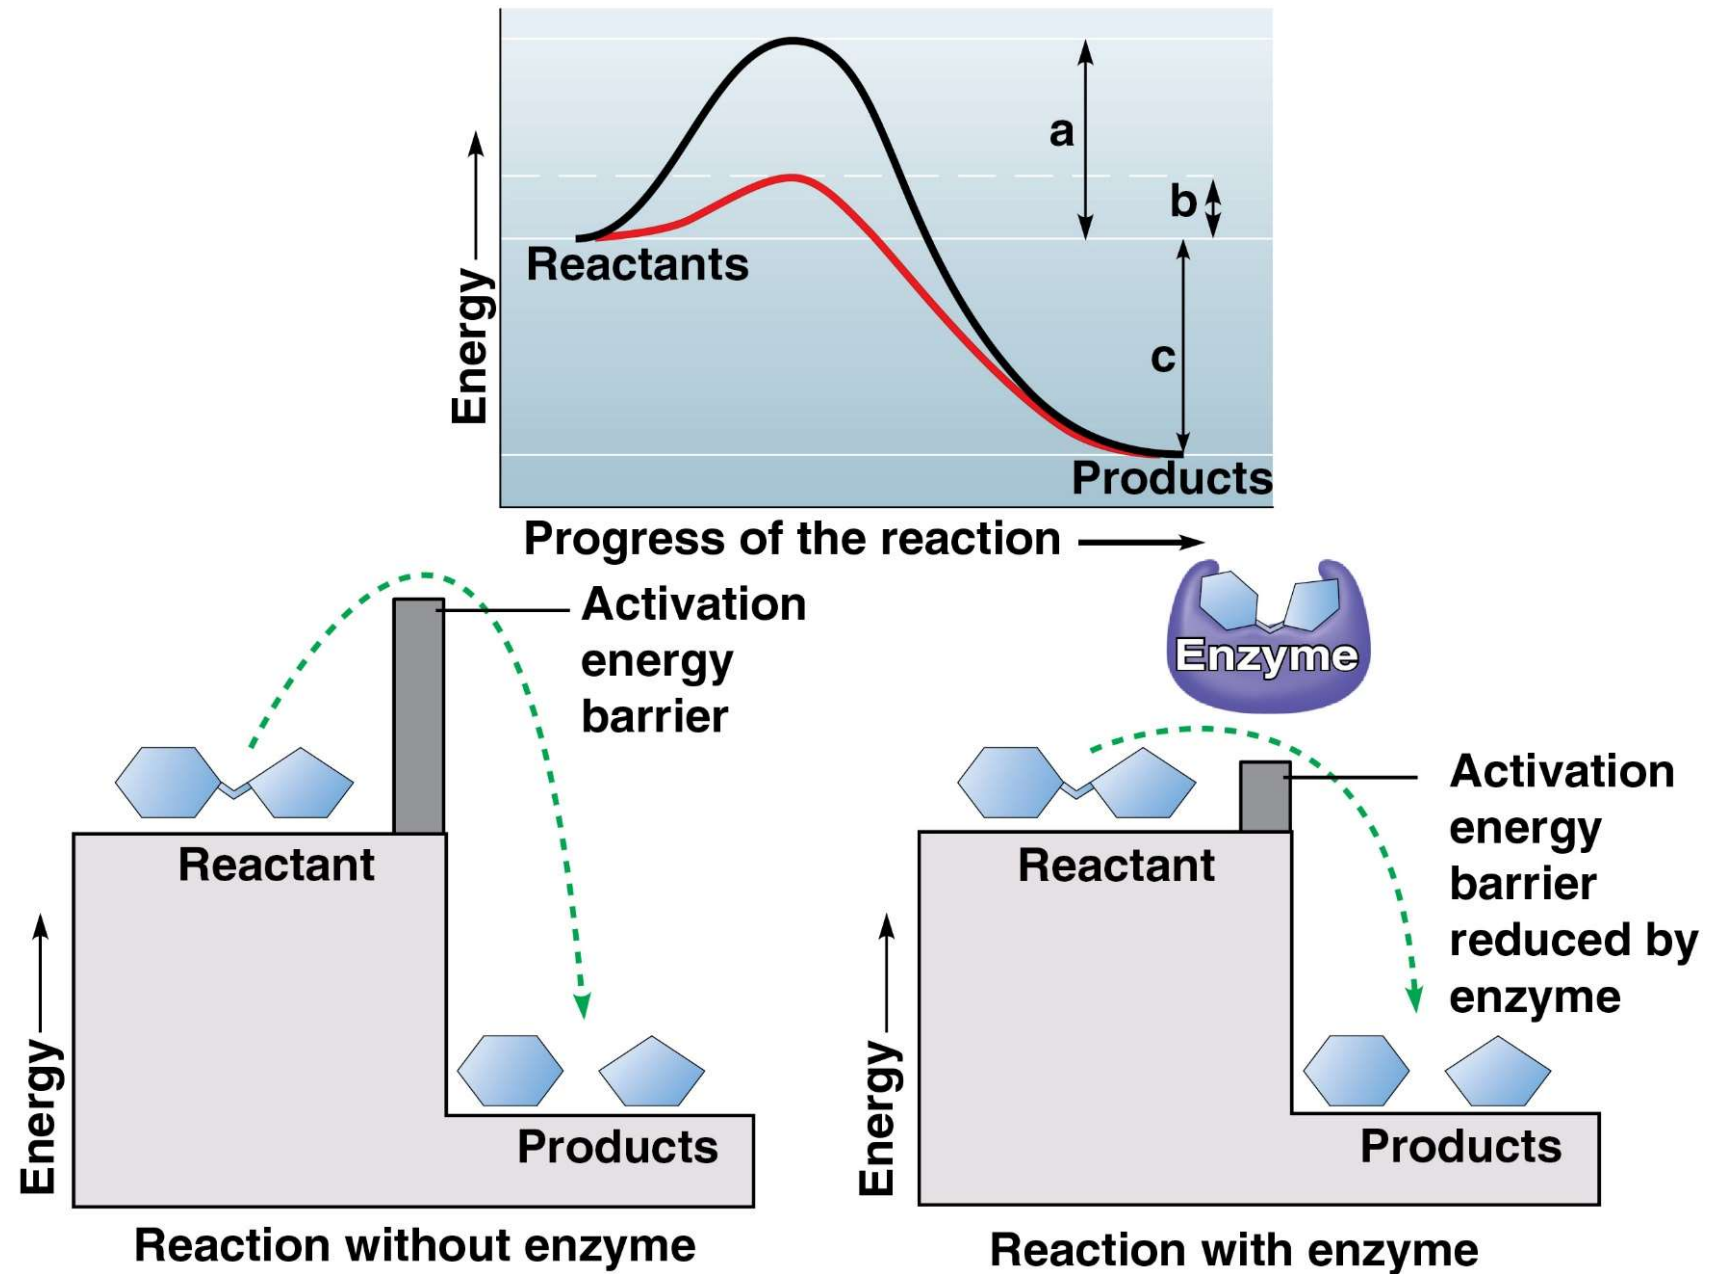 a
b
Reactants
Energy
c
Products
Progress of the reaction
Activation
energy
barrier
Enzyme
Reactant
Activation
energy
barrier
reduced by
enzyme
Reactant
Energy
Products
Energy
Products
Reaction without enzyme
Reaction with enzyme